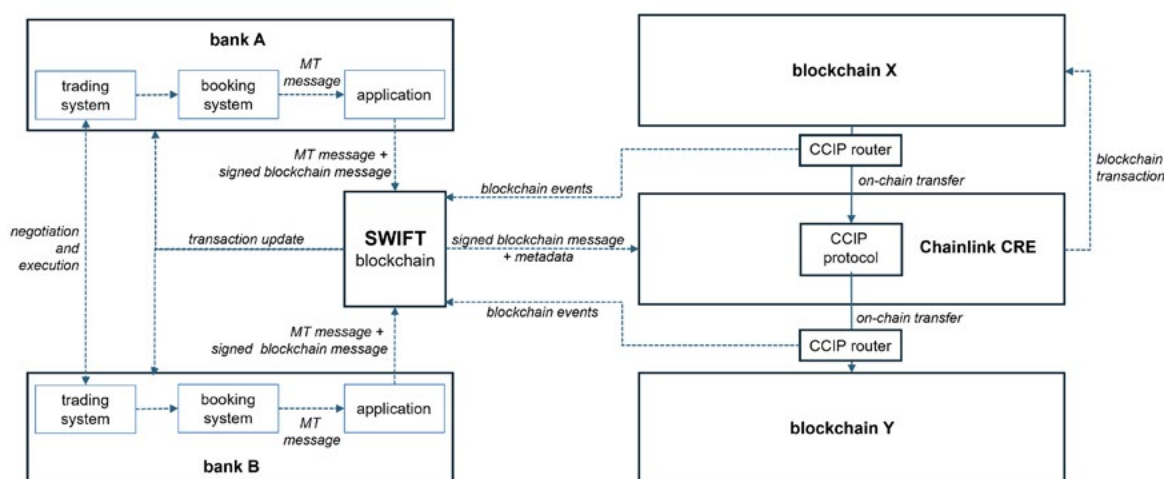 bank A
trading
system
booking
system
MT
message
application
MT message +
signed blockchain message
negotiation
and
execution
transaction update
SWIFT
blockchain
MT message +
signed  blockchain message
trading
system
booking
system
MT
message
application
bank B
blockchain X
CCIP router
blockchain events
on-chain transfer
blockchain
transaction
signed blockchain message
+ metadata
CCIP
protocol
Chainlink CRE
blockchain events
on-chain transfer
CCIP router
blockchain Y